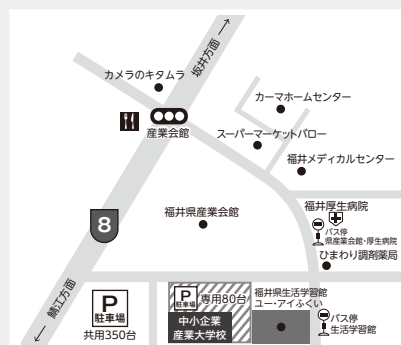 坂井方面
カメラのキタムラ
カーマホームセンター
産業会館
スーパーマーケットバロー
福井メディカルセンター
福井県産業会館
福井厚生病院
バス停
県産業会館・厚生病院
ひまわり調剤薬局
8
鯖江方面
P
駐車場
共用350台
P
駐車場
専用80台
中小企業
産業大学校
福井県生活学習館
ユー・アイふくい
バス停
生活学習館